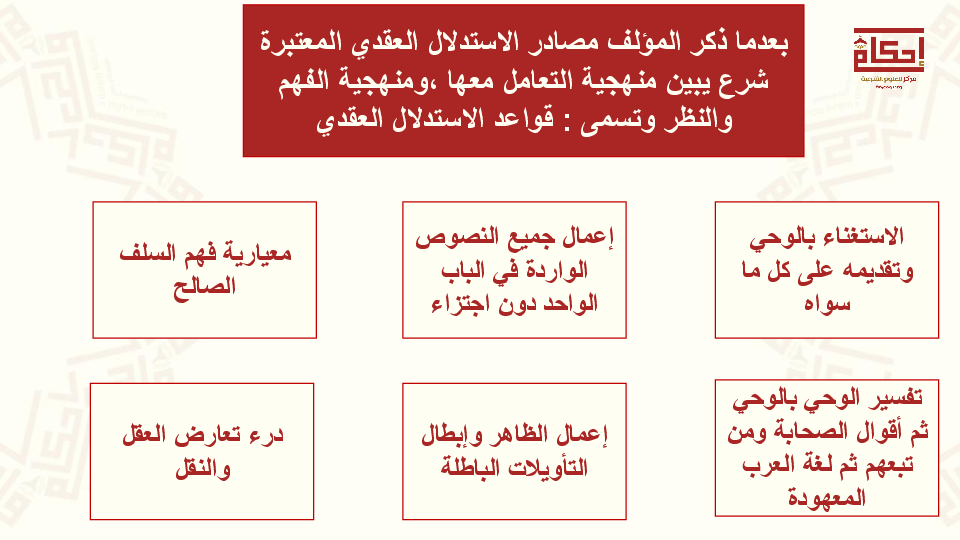 إحكام
مركز للعلوم الشرعية
بعدما ذكر المؤلف مصادر الاستدلال العقدي المعتبرة
شرع يبين منهجية التعامل معها ،ومنهجية الفهم
والنظر وتسمى : قواعد الاستدلال العقدي
الاستغناء بالوحي
وتقديمه على كل ما
سواه
إعمال جميع النصوص
الواردة في الباب
الواحد دون اجتزاء
معيارية فهم السلف
الصالح
تفسير الوحي بالوحي
ثم أقوال الصحابة ومن
تبعهم ثم لغة العرب
المعهودة
إعمال الظاهر وإبطال
التأويلات الباطلة
درء تعارض العقل
والنقل